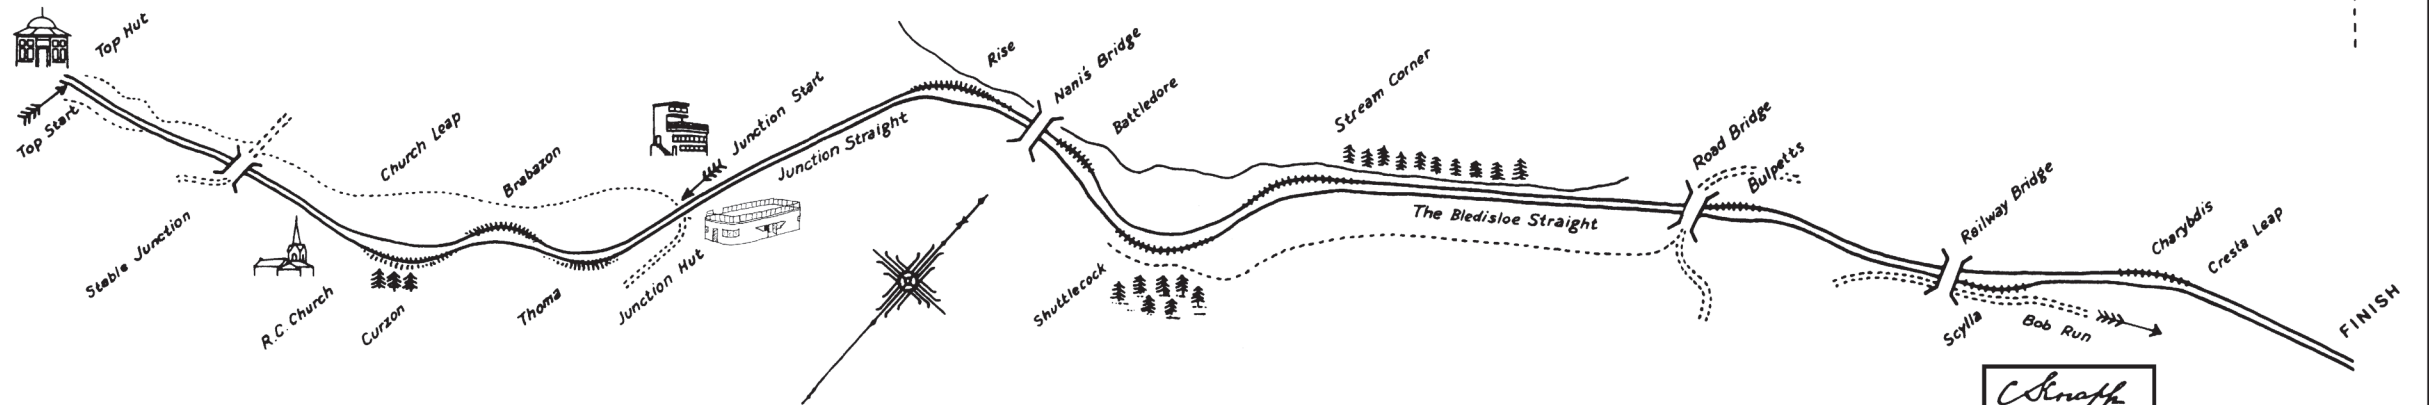 Top Hut
Top Start
Stable Junction
R.C. Church
Church Leap
Curzon
Brabazon
Thoma
Junction Hut
Junction Start
Junction Straight
Rise
Nani's Bridge
Battledore
Shuttlecock
Stream Corner
The Bledisloe Straight
Road Bridge
Bulpetts
Railway Bridge
Scylla
Bob Run
Charybdis
Cresta Leap
FINISH